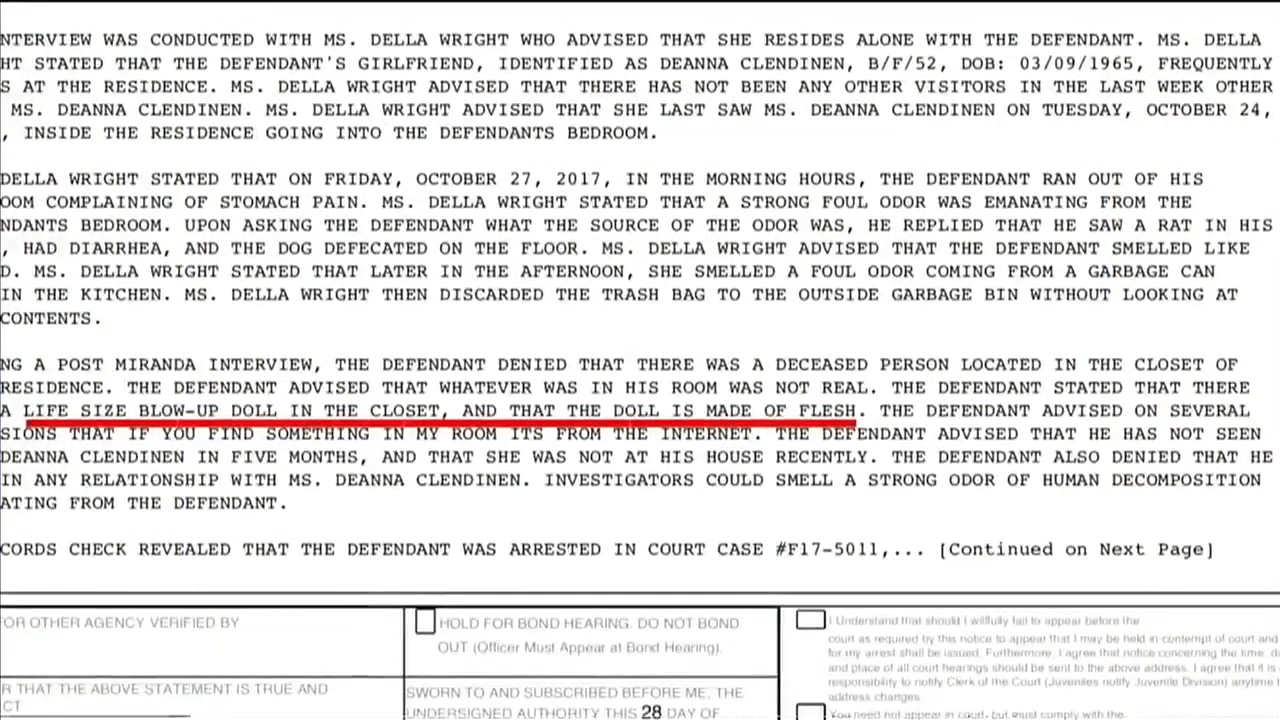 NTERVIEW WAS CONDUCTED WITH MS. DELLA WRIGHT WHO ADVISED THAT SHE RESIDES ALONE WITH THE DEFENDANT. MS. DELLA
HT STATED THAT THE DEFENDANT'S GIRLFRIEND, IDENTIFIED AS DEANNA CLENDINEN, B/F/52, DOB: 03/09/1965, FREQUENTLY
S AT THE RESIDENCE. MS. DELLA WRIGHT ADVISED THAT THERE HAS NOT BEEN ANY OTHER VISITORS IN THE LAST WEEK OTHER
MS. DEANNA CLENDINEN. MS. DELLA WRIGHT ADVISED THAT SHE LAST SAW MS. DEANNA CLENDINEN ON TUESDAY, OCTOBER 24,
, INSIDE THE RESIDENCE GOING INTO THE DEFENDANTS BEDROOM.
DELLA WRIGHT STATED THAT ON FRIDAY, OCTOBER 27, 2017, IN THE MORNING HOURS, THE DEFENDANT RAN OUT OF HIS
OOM COMPLAINING OF STOMACH PAIN. MS. DELLA WRIGHT STATED THAT A STRONG FOUL ODOR WAS EMANATING FROM THE
NDANTS BEDROOM. UPON ASKING THE DEFENDANT WHAT THE SOURCE OF THE ODOR WAS, HE REPLIED THAT HE SAW A RAT IN HIS
, HAD DIARRHEA, AND THE DOG DEFECATED ON THE FLOOR. MS. DELLA WRIGHT ADVISED THAT THE DEFENDANT SMELLED LIKE
D. MS. DELLA WRIGHT STATED THAT LATER IN THE AFTERNOON, SHE SMELLED A FOUL ODOR COMING FROM A GARBAGE CAN
IN THE KITCHEN. MS. DELLA WRIGHT THEN DISCARDED THE TRASH BAG TO THE OUTSIDE GARBAGE BIN WITHOUT LOOKING AT
CONTENTS.
NG A POST MIRANDA INTERVIEW, THE DEFENDANT DENIED THAT THERE WAS A DECEASED PERSON LOCATED IN THE CLOSET OF
RESIDENCE. THE DEFENDANT ADVISED THAT WHATEVER WAS IN HIS ROOM WAS NOT REAL. THE DEFENDANT STATED THAT THERE
A LIFE SIZE BLOW-UP DOLL IN THE CLOSET, AND THAT THE DOLL IS MADE OF FLESH. THE DEFENDANT ADVISED ON SEVERAL
SIONS THAT IF YOU FIND SOMETHING IN MY ROOM ITS FROM THE INTERNET. THE DEFENDANT ADVISED THAT HE HAS NOT SEEN
DEANNA CLENDINEN IN FIVE MONTHS, AND THAT SHE WAS NOT AT HIS HOUSE RECENTLY. THE DEFENDANT ALSO DENIED THAT HE
IN ANY RELATIONSHIP WITH MS. DEANNA CLENDINEN. INVESTIGATORS COULD SMELL A STRONG ODOR OF HUMAN DECOMPOSITION
ATING FROM THE DEFENDANT.
CORDS CHECK REVEALED THAT THE DEFENDANT WAS ARRESTED IN COURT CASE #F17-5011,... [Continued on Next Page]
FOR OTHER AGENCY VERIFIED BY
HOLD FOR BOND HEARING. DO NOT BOND
OUT (Officer Must Appear at Bond Hearing).
R THAT THE ABOVE STATEMENT IS TRUE AND
CT
SWORN TO AND SUBSCRIBED BEFORE ME, THE
UNDERSIGNED AUTHORITY THIS 28 DAY OF
I Understand that should I willfully fail to appear before the
court as required by this notice to appear that I may be held in contempt of court and
for my arrest shall be issued. Furthermore, I agree that notice concerning the time, d
and place of all court hearings should be sent to the above address. I agree that it is
responsibility to notify Clerk of the Court (Juveniles notify Juvenile Division) anytime t
address changes
You need not appear in court, but must comply with the